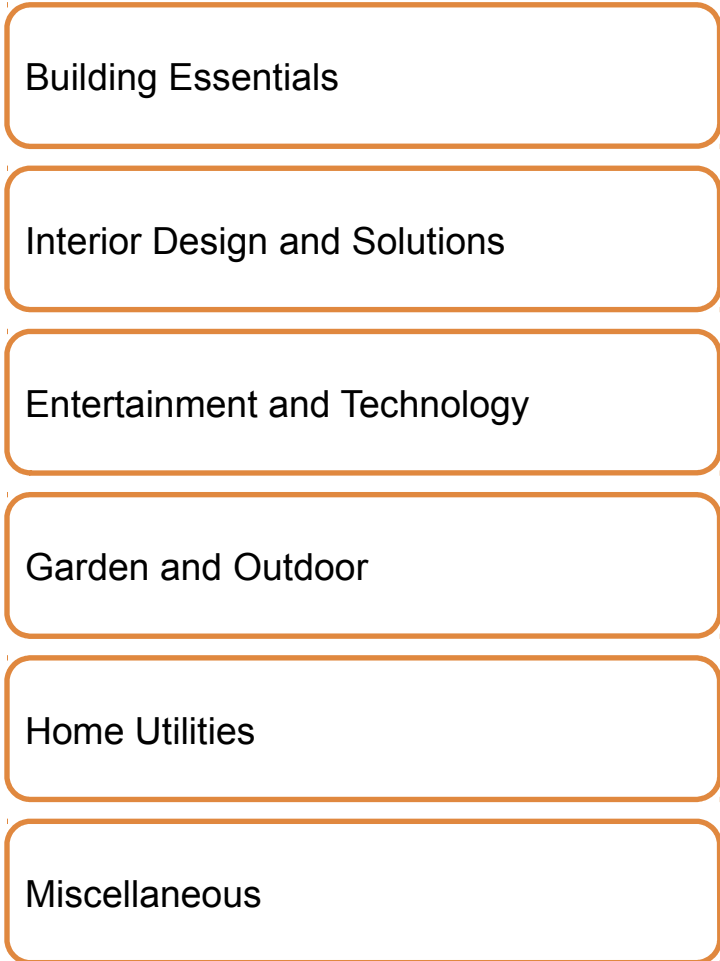 Building Essentials
Interior Design and Solutions
Entertainment and Technology
Garden and Outdoor
Home Utilities
Miscellaneous